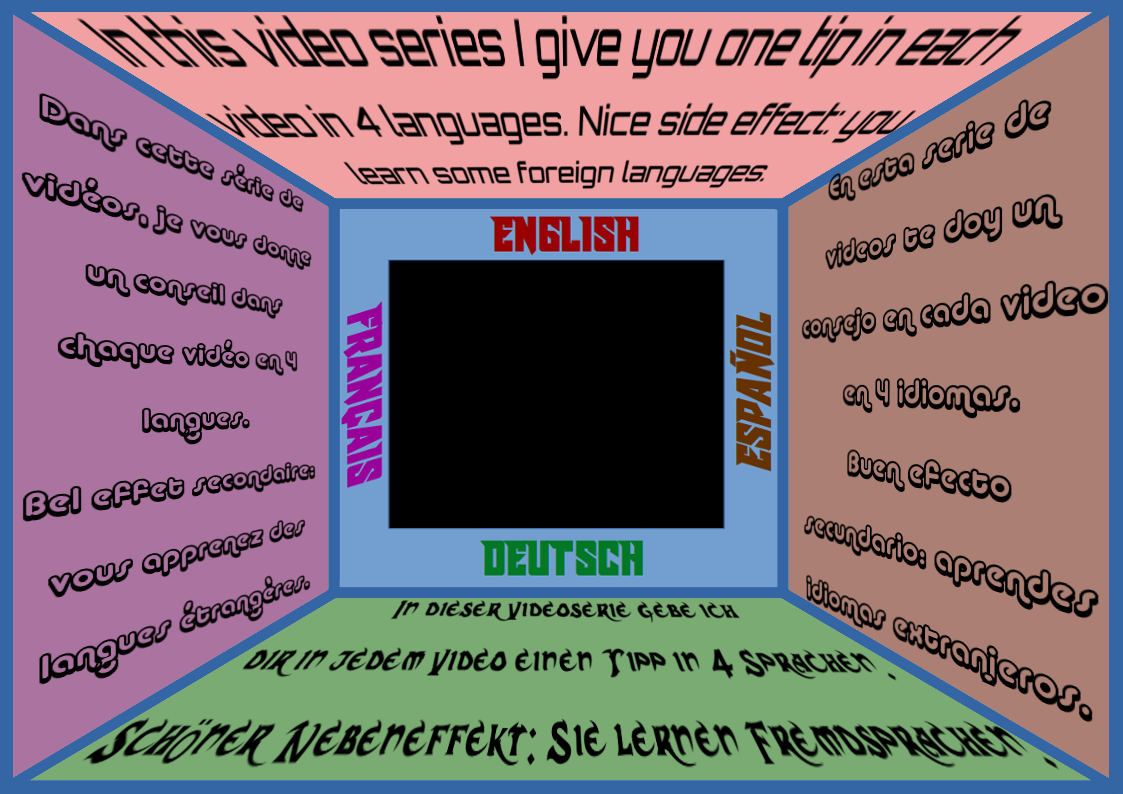 In this video series I give you one tip in each
video in 4 languages. Nice side effect: you
learn some foreign languages.
Dans cette série de
vidéos, je vous donne
un conseil dans
chaque vidéo en 4
langues.
Bel effet secondaire:
vous apprenez des
langues étrangères.
ENGLISH
FRANÇAIS
ESPAÑOL
DEUTSCH
En esta serie de
videos te doy un
consejo en cada video
en 4 idiomas.
Buen efecto
secundario: aprendes
idiomas extranjeros.
In dieser Videoserie gebe ich
dir in jedem Video einen Tipp in 4 Sprachen.
Schöner Nebeneffekt: Sie lernen Fremdsprachen.